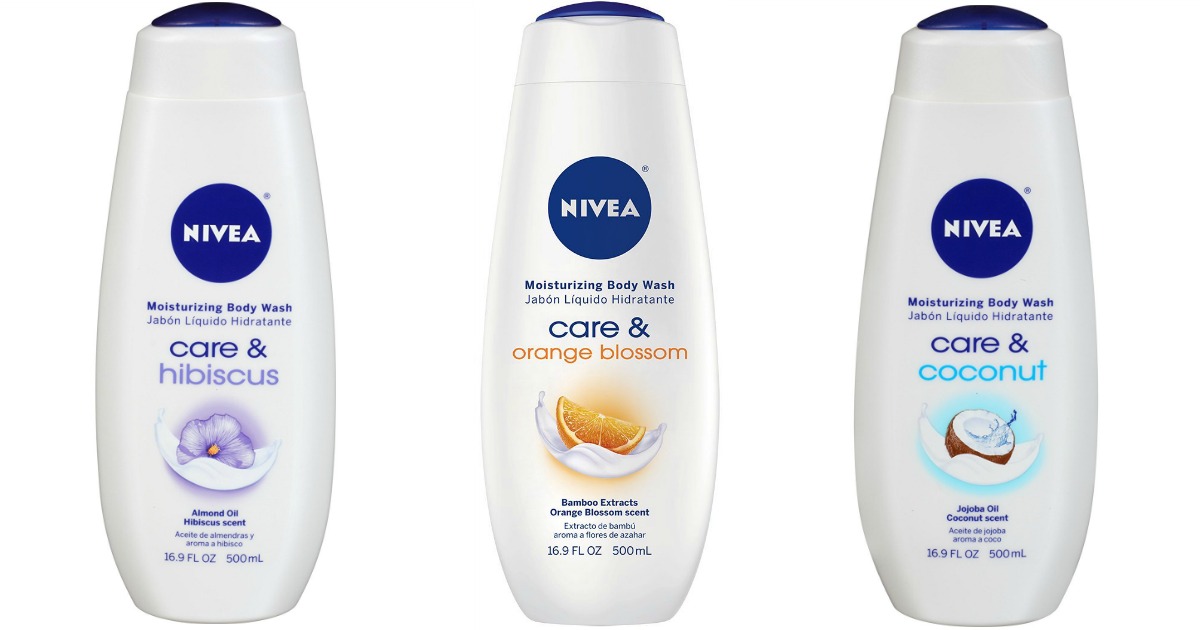 NIVEA®
Moisturizing Body Wash
Jabón Líquido Hidratante
care &
hibiscus
Almond Oil
Hibiscus scent
Aceite de almendras y
aroma a hibisco
16.9 FL OZ 500mL
NIVEA®
Moisturizing Body Wash
Jabón Líquido Hidratante
care &
orange blossom
Bamboo Extracts
Orange Blossom scent
Extracto de bambú
aroma a flores de azahar
16.9 FL OZ 500mL
NIVEA®
Moisturizing Body Wash
Jabón Líquido Hidratante
care &
coconut
Jojoba Oil
Coconut scent
Aceite de jojoba
aroma a coco
16.9 FL OZ 500mL